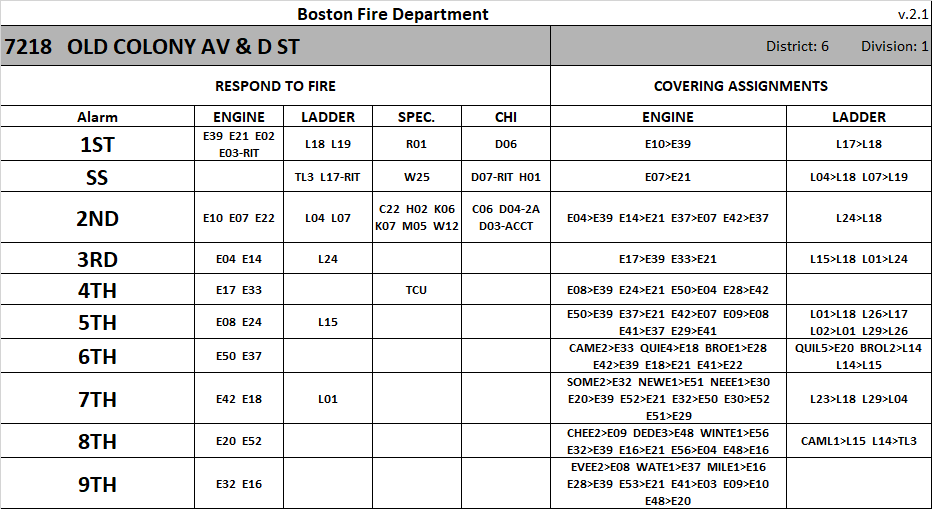 Boston Fire Department v.2.1
7218 OLD COLONY AV & D ST District: 6 Division: 1
RESPOND TO FIRE COVERING ASSIGNMENTS
Alarm ENGINE LADDER SPEC. CHI ENGINE LADDER
1ST E39 E21 E02 E03-RIT L18 L19 R01 D06 E10>E39 L17>L18
SS TL3 L17-RIT W25 D07-RIT H01 E07>E21 L04>L18 L07>L19
2ND E10 E07 E22 L04 L07 C22 H02 K06 K07 M05 W12 C06 D04-2A D03-ACCT E04>E39 E14>E21 E37>E07 E42>E37 L24>L18
3RD E04 E14 L24 E17>E39 E33>E21 L15>L18 L01>L24
4TH E17 E33 TCU E08>E39 E24>E21 E50>E04 E28>E42
5TH E08 E24 L15 E50>E39 E37>E21 E42>E07 E09>E08 E41>E37 E29>E41 L01>L18 L26>L17 L02>L01 L29>L26
6TH E50 E37 CAME2>E33 QUIE4>E18 BROE1>E28 E42>E39 E18>E21 E41>E22 QUIL5>E20 BROL2>L14 L14>L15
7TH E42 E18 L01 SOME2>E32 NEWE1>E51 NEEE1>E30 E20>E39 E52>E21 E32>E50 E30>E52 E51>E29 L23>L18 L29>L04
8TH E20 E52 CHEE2>E09 DEDE3>E48 WINTE1>E56 E32>E39 E16>E21 E56>E04 E48>E16 CAML1>L15 L14>TL3
9TH E32 E16 EVEE2>E08 WATE1>E37 MILE1>E16 E28>E39 E53>E21 E41>E03 E09>E10 E48>E20